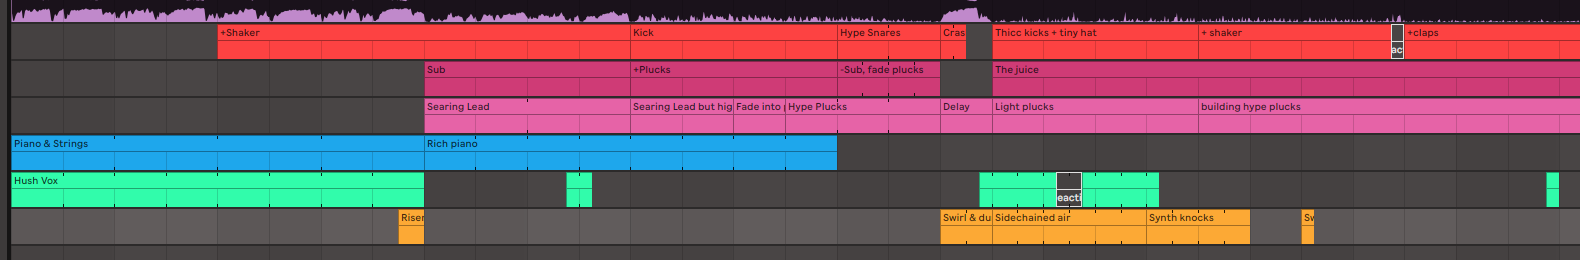 +Shaker Kick Hype Snares Cras Thicc kicks + tiny hat + shaker ac +claps
Sub +Plucks -Sub, fade plucks The juice
Searing Lead Searing Lead but hig Fade into Hype Plucks Delay Light plucks building hype plucks
Piano & Strings Rich piano
Hush Vox eacti
Riser Swirl & du Sidechained air Synth knocks Sw